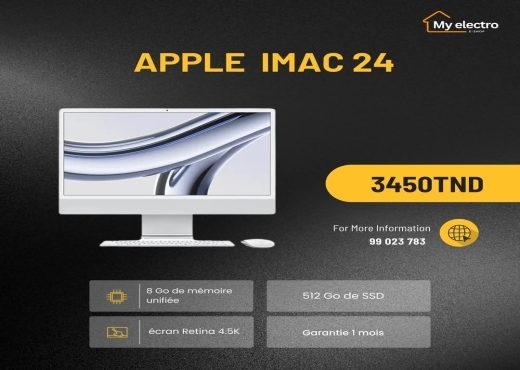 My electro
E-SHOP
APPLE IMAC 24
3450TND
For More Information
99 023 783
8 Go de mémoire
unifiée
512 Go de SSD
écran Retina 4.5K
Garantie 1 mois